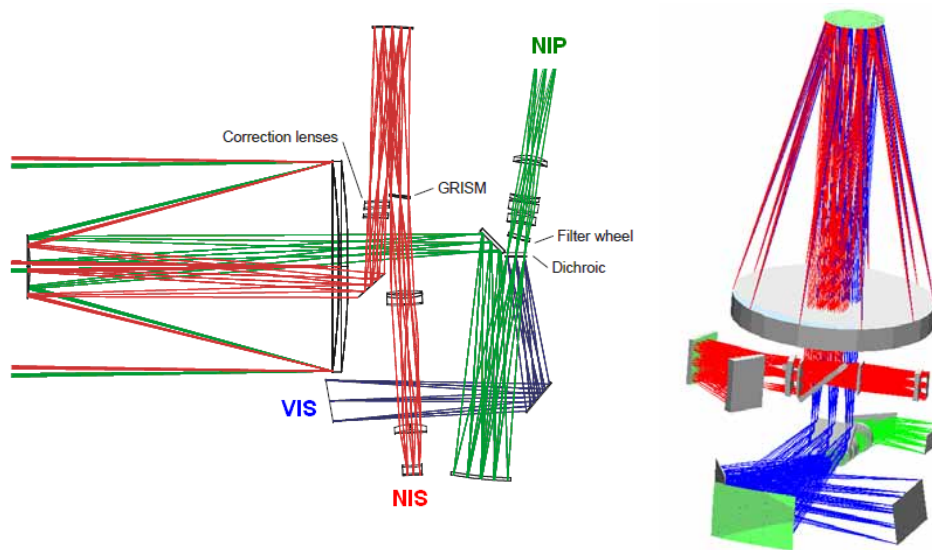 NIP
Correction lenses
GRISM
Filter wheel
Dichroic
VIS
NIS